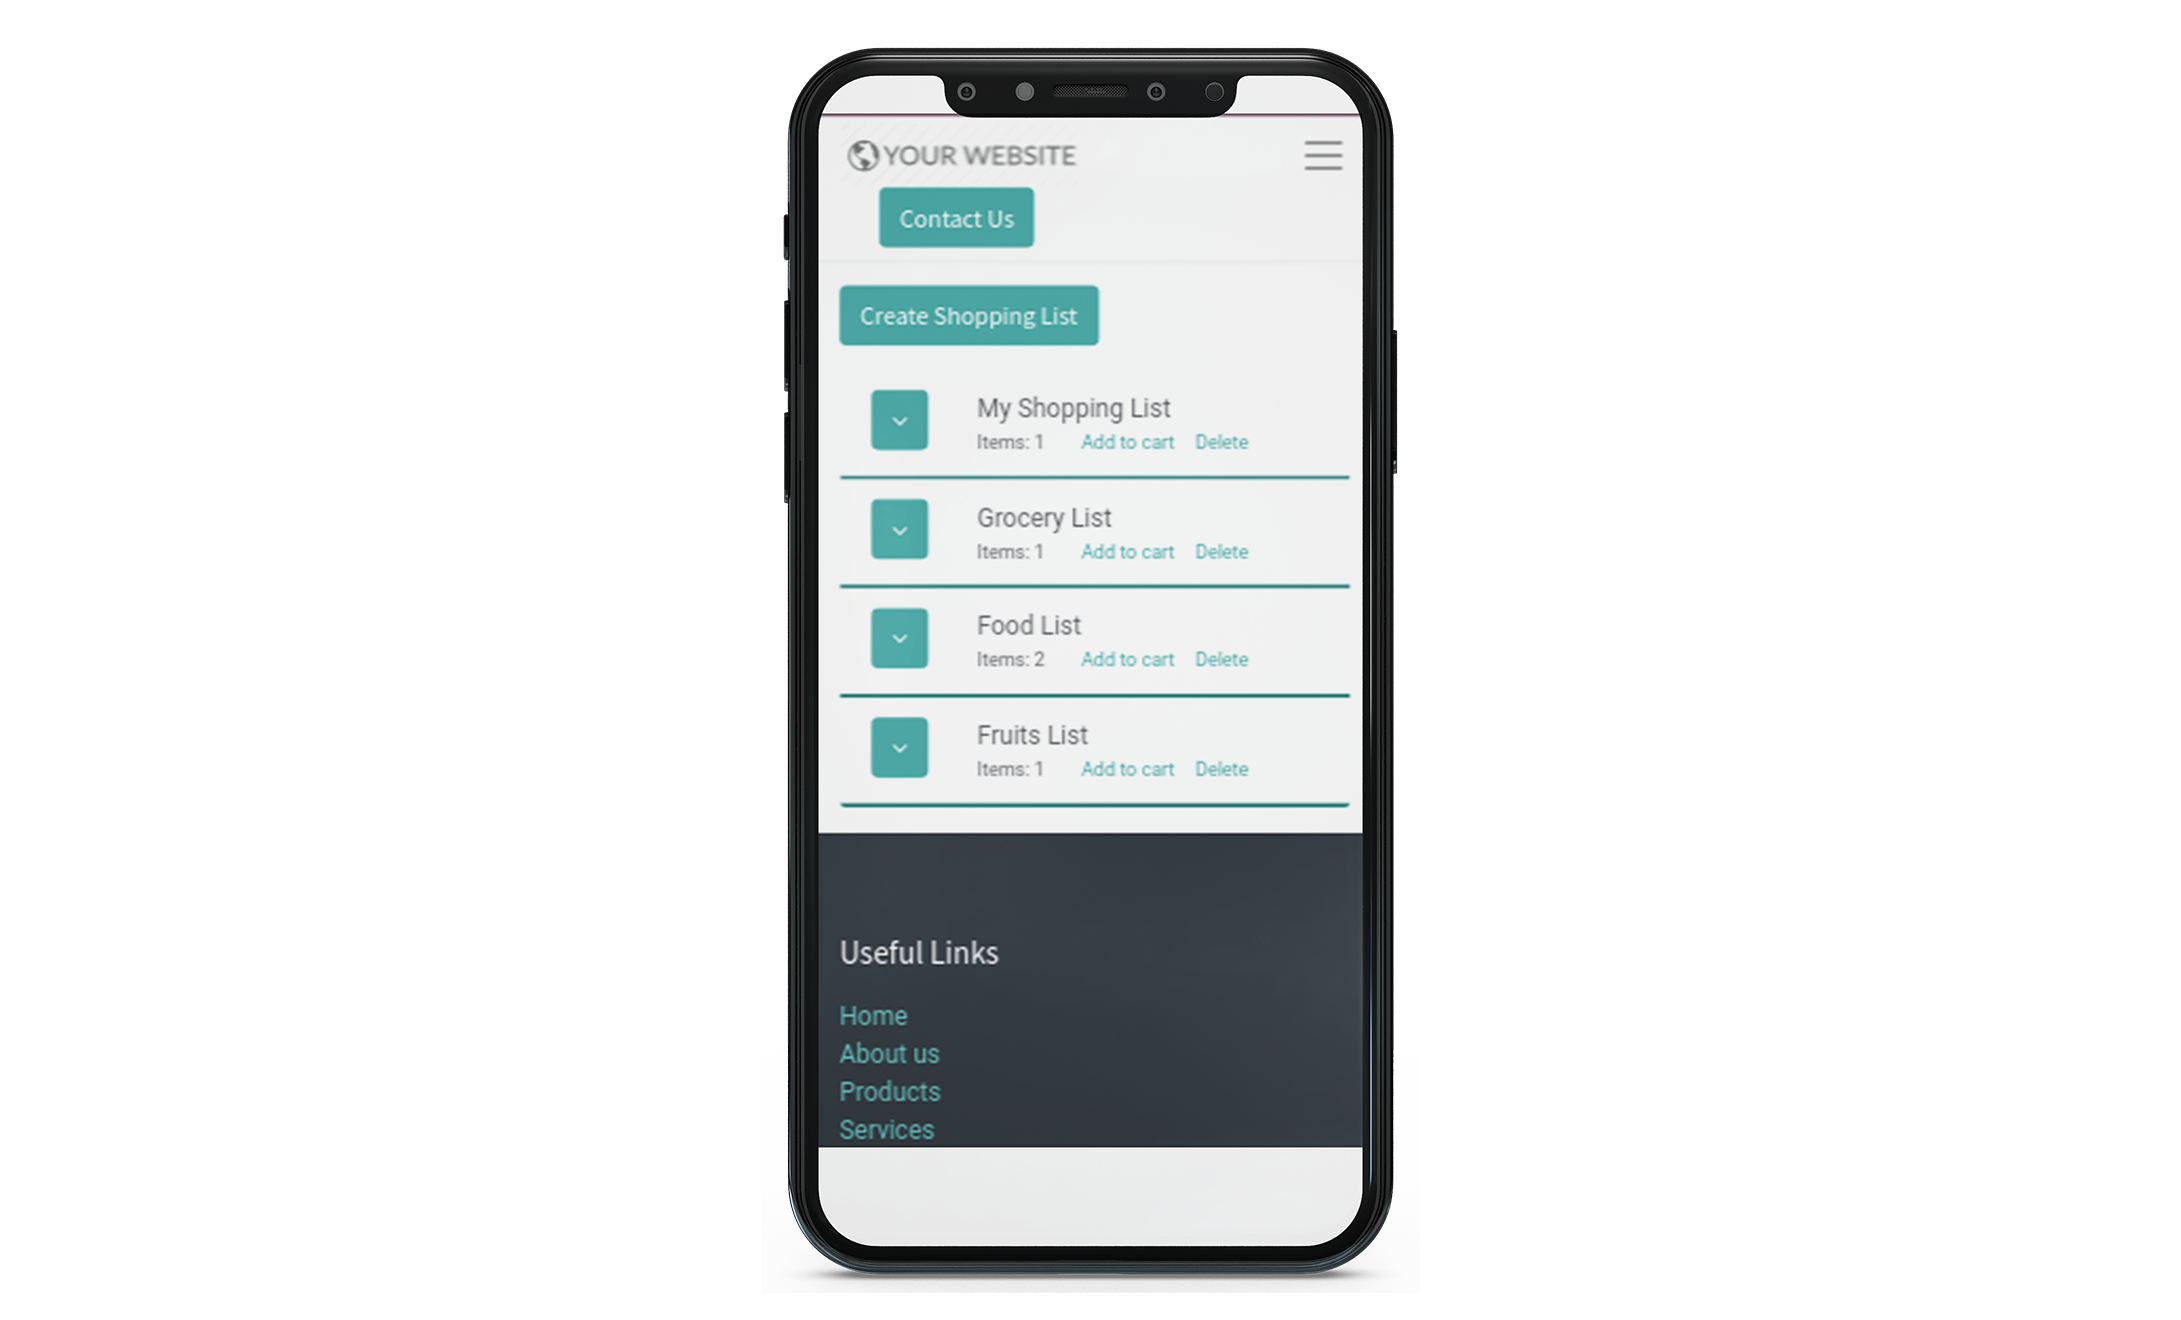 YOUR WEBSITE
Contact Us
Create Shopping List
My Shopping List
Items: 1 Add to cart Delete
Grocery List
Items: 1 Add to cart Delete
Food List
Items: 2 Add to cart Delete
Fruits List
Items: 1 Add to cart Delete
Useful Links
Home
About us
Products
Services